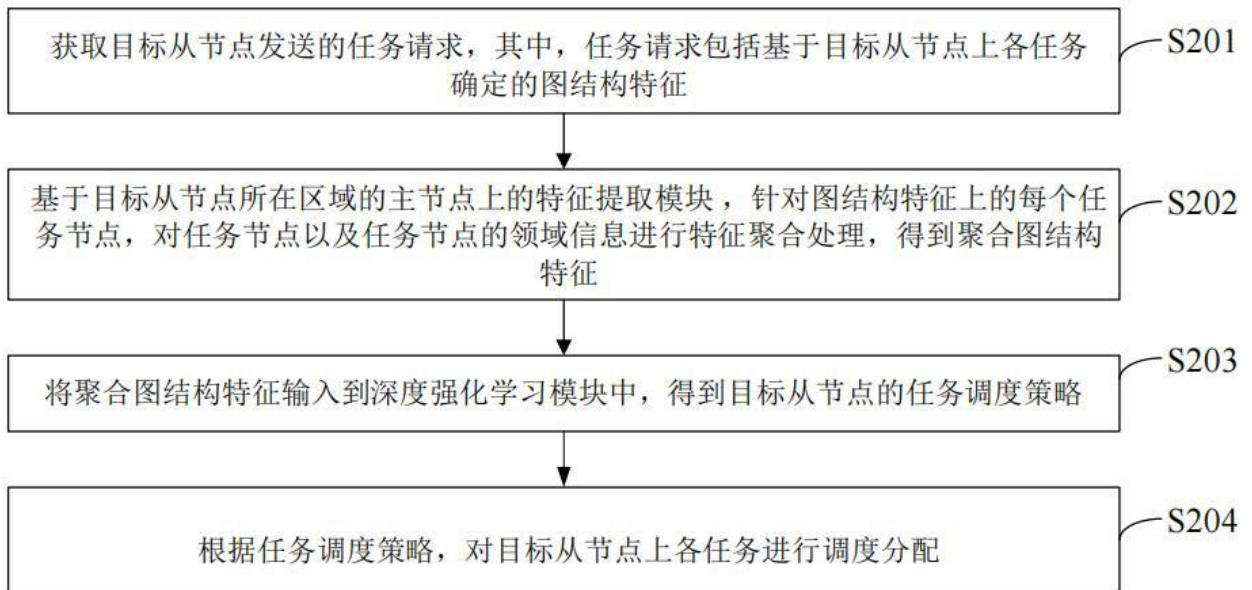 获取目标从节点发送的任务请求，其中，任务请求包括基于目标从节点上各任务
确定的图结构特征
S201
基于目标从节点所在区域的主节点上的特征提取模块，针对图结构特征上的每个任
务节点，对任务节点以及任务节点的领域信息进行特征聚合处理，得到聚合图结构
特征
S202
将聚合图结构特征输入到深度强化学习模块中，得到目标从节点的任务调度策略
S203
根据任务调度策略，对目标从节点上各任务进行调度分配
S204